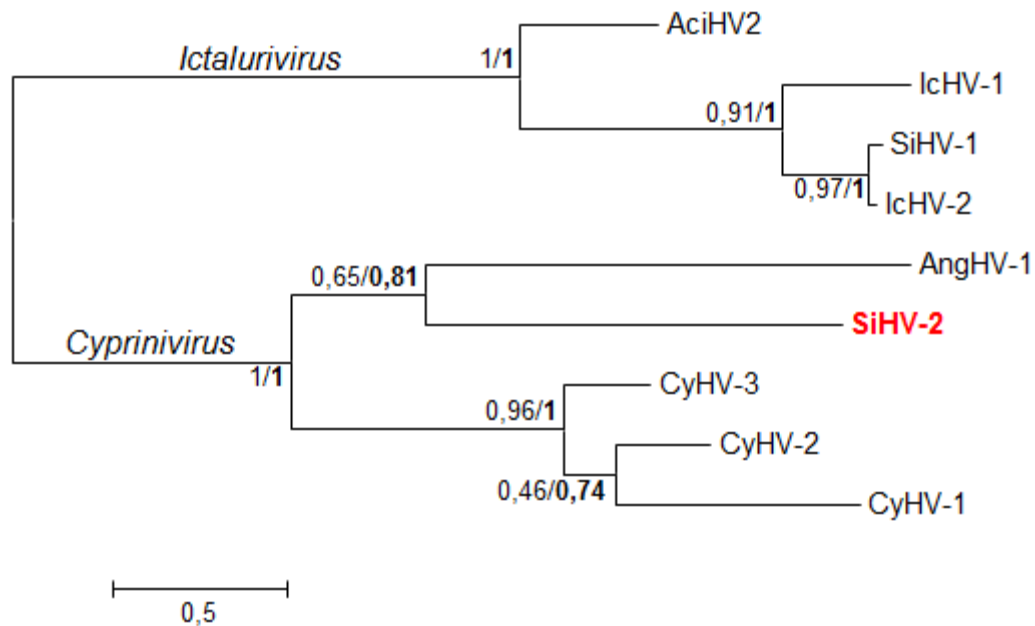 AciHV2
Ictalurivirus
1/1
IcHV-1
0,91/1
SiHV-1
0,97/1
IcHV-2
AngHV-1
0,65/0,81
SiHV-2
Cyprinivirus
1/1
CyHV-3
0,96/1
CyHV-2
0,46/0,74
CyHV-1
0,5